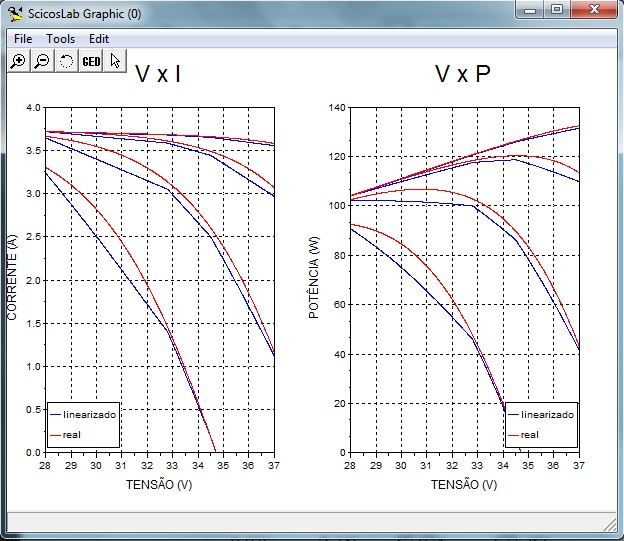 ScicosLab Graphic (0)
File Tools Edit
GED
V x I
V x P
4.0
3.5
3.0
2.5
2.0
1.5
1.0
0.5
0.0
CORRENTE (A)
28 29 30 31 32 33 34 35 36 37
TENSÃO (V)
linearizado
real
140
120
100
80
60
40
20
0
POTÊNCIA (W)
28 29 30 31 32 33 34 35 36 37
TENSÃO (V)
linearizado
real